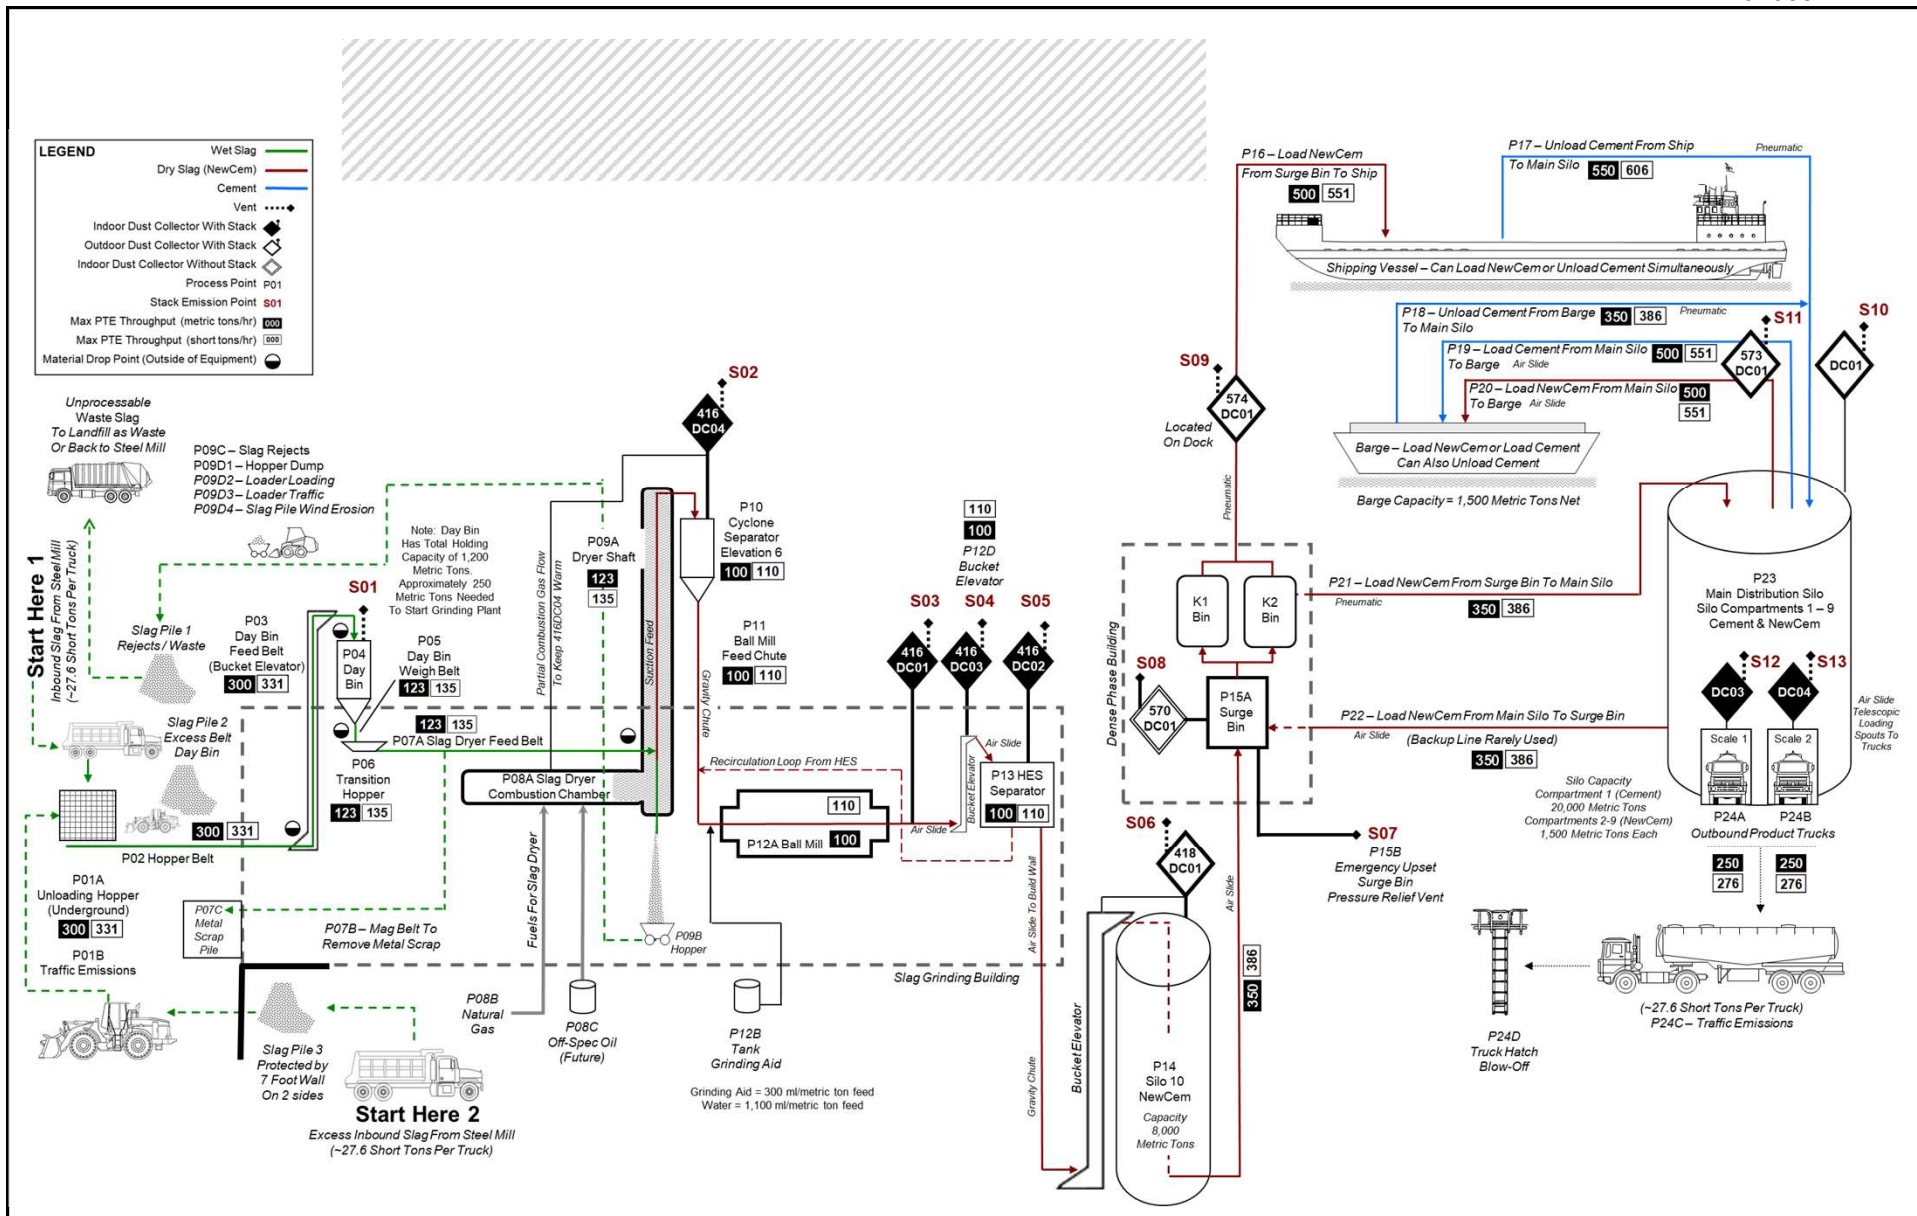 LEGEND
Wet Slag
Dry Slag (NewCem)
Cement
Vent
Indoor Dust Collector With Stack
Outdoor Dust Collector With Stack
Indoor Dust Collector Without Stack
Process Point P01
Stack Emission Point S01
Max PTE Throughput (metric tons/hr) 000
Max PTE Throughput (short tons/hr) 000
Material Drop Point (Outside of Equipment)
Unprocessable
Waste Slag
To Landfill as Waste
Or Back to Steel Mill
P09C – Slag Rejects
P09D1 – Hopper Dump
P09D2 – Loader Loading
P09D3 – Loader Traffic
P09D4 – Slag Pile Wind Erosion
Start Here 1
Inbound Slag From Steel Mill
(~27.6 Short Tons Per Truck)
Slag Pile 1
Rejects / Waste
P03
Day Bin
Feed Belt
(Bucket Elevator)
300 331
Slag Pile 2
Excess Belt
Day Bin
300 331
P02 Hopper Belt
P01A
Unloading Hopper
(Underground)
300 331
P01B
Traffic Emissions
P07C
Metal
Scrap
Pile
P07B – Mag Belt To
Remove Metal Scrap
Slag Pile 3
Protected by
7 Foot Wall
On 2 sides
Start Here 2
Excess Inbound Slag From Steel Mill
(~27.6 Short Tons Per Truck)
S01
P04
Day
Bin
Note: Day Bin
Has Total Holding
Capacity of 1,200
Metric Tons.
Approximately 250
Metric Tons Needed
To Start Grinding Plant
P05
Day Bin
Weigh Belt
123 135
123 135
P07A Slag Dryer Feed Belt
P06
Transition
Hopper
123 135
P08A Slag Dryer
Combustion Chamber
Fuels For Slag Dryer
P08B
Natural
Gas
P08C
Off-Spec Oil
(Future)
Partial Combustion Gas Flow
To Keep 416DC04 Warm
P09A
Dryer Shaft
123
135
Suction Feed
P09B
Hopper
S02
416
DC04
P10
Cyclone
Separator
Elevation 6
100 110
P11
Ball Mill
Feed Chute
100 110
Gravity Chute
Recirculation Loop From HES
110
P12A Ball Mill 100
P12B
Tank
Grinding Aid
Grinding Aid = 300 ml/metric ton feed
Water = 1,100 ml/metric ton feed
Slag Grinding Building
110
100
P12D
Bucket
Elevator
S03
416
DC01
S04
416
DC03
S05
416
DC02
Air Slide
Bucket Elevator
Air Slide
P13 HES
Separator
100 110
Air Slide To Build Wall
Gravity Chute
Bucket Elevator
S06
418
DC01
P14
Silo 10
NewCem
Capacity
8,000
Metric Tons
Air Slide
350 386
S07
P15B
Emergency Upset
Surge Bin
Pressure Relief Vent
Dense Phase Building
S08
570
DC01
P15A
Surge
Bin
K1
Bin
K2
Bin
Pneumatic
S09
574
DC01
Located
On Dock
P16 – Load NewCem
From Surge Bin To Ship
500 551
P17 – Unload Cement From Ship
To Main Silo
550 606
Pneumatic
Shipping Vessel – Can Load NewCem or Unload Cement Simultaneously
P18 – Unload Cement From Barge
To Main Silo
350 386
Pneumatic
P19 – Load Cement From Main Silo
To Barge Air Slide
500 551
P20 – Load NewCem From Main Silo
To Barge Air Slide
500
551
Barge – Load NewCem or Load Cement
Can Also Unload Cement
Barge Capacity = 1,500 Metric Tons Net
S11
573
DC01
S10
DC01
P21 – Load NewCem From Surge Bin To Main Silo
Pneumatic
350 386
P22 – Load NewCem From Main Silo To Surge Bin
Air Slide
(Backup Line Rarely Used)
350 386
P23
Main Distribution Silo
Silo Compartments 1 – 9
Cement & NewCem
S12
DC03
S13
DC04
Scale 1
Scale 2
Air Slide
Telescopic
Loading
Spouts To
Trucks
Silo Capacity
Compartment 1 (Cement)
20,000 Metric Tons
Compartments 2-9 (NewCem)
1,500 Metric Tons Each
P24A
P24B
Outbound Product Trucks
250
276
250
276
(~27.6 Short Tons Per Truck)
P24C – Traffic Emissions
P24D
Truck Hatch
Blow-Off